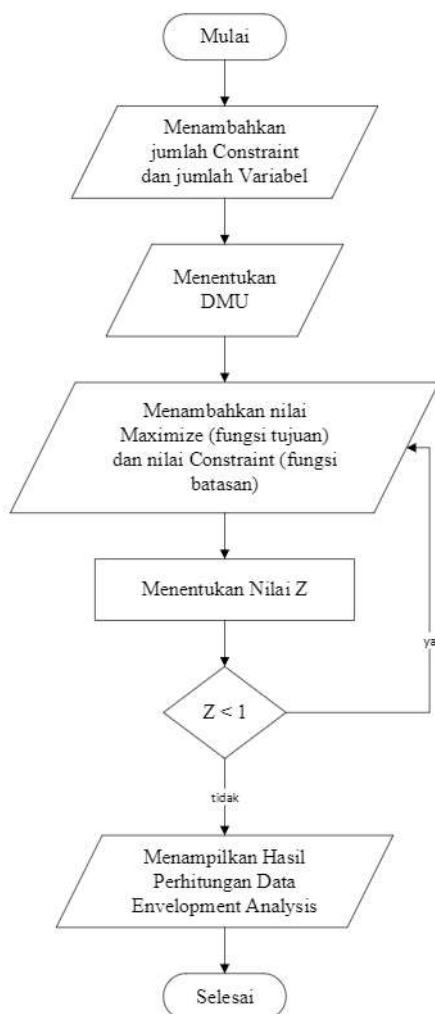 Mulai
Menambahkan
jumlah Constraint
dan jumlah Variabel
Menentukan
DMU
Menambahkan nilai
Maximize (fungsi tujuan)
dan nilai Constraint (fungsi
batasan)
Menentukan Nilai Z
Z < 1
ya
tidak
Menampilkan Hasil
Perhitungan Data
Envelopment Analysis
Selesai